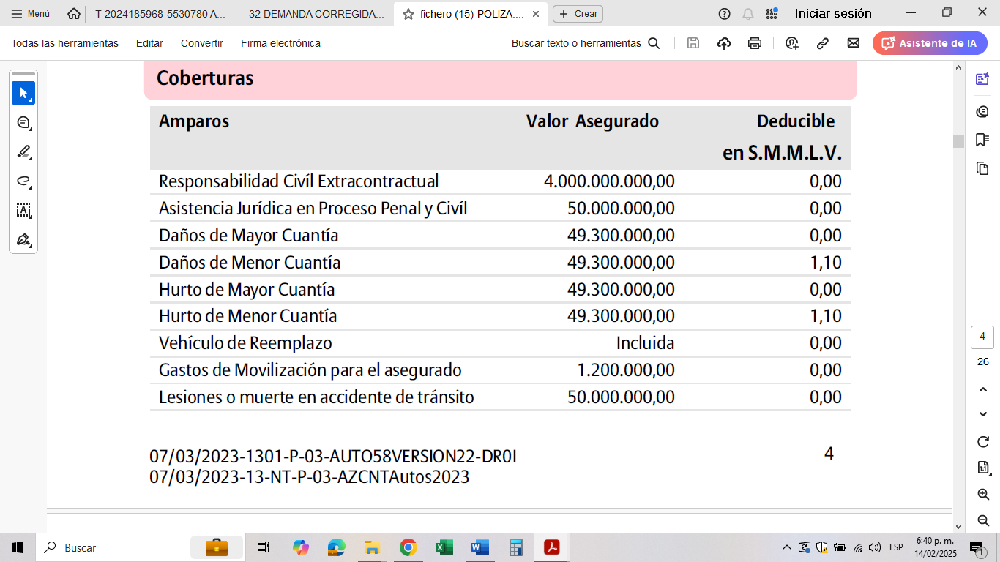 Menú
T-2024185968-5530780 A...
32 DEMANDA CORREGIDA...
fichero (15)-POLIZA....
Crear
Iniciar sesión
Todas las herramientas Editar Convertir Firma electrónica
Buscar texto o herramientas
Asistente de IA
Coberturas
Amparos Valor Asegurado Deducible
en S.M.M.L.V.
Responsabilidad Civíl Extracontractual 4.000.000.000,00 0,00
Asistencia Jurídica en Proceso Penal y Civíl 50.000.000,00 0,00
Daños de Mayor Cuantía 49.300.000,00 0,00
Daños de Menor Cuantía 49.300.000,00 1,10
Hurto de Mayor Cuantía 49.300.000,00 0,00
Hurto de Menor Cuantía 49.300.000,00 1,10
Vehículo de Reemplazo Incluida 0,00
Gastos de Movilización para el asegurado 1.200.000,00 0,00
Lesiones o muerte en accidente de tránsito 50.000.000,00 0,00
07/03/2023-1301-P-03-AUTO58VERSION22-DR0I 4
07/03/2023-13-NT-P-03-AZCNTAutos2023
4
26
1:1
Buscar
ESP
6:40 p. m.
14/02/2025
1